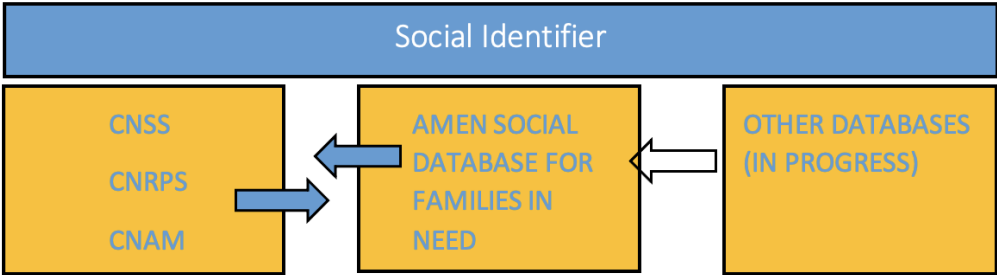 Social Identifier
CNSS
CNRPS
CNAM
AMEN SOCIAL
DATABASE FOR
FAMILIES IN
NEED
OTHER DATABASES
(IN PROGRESS)